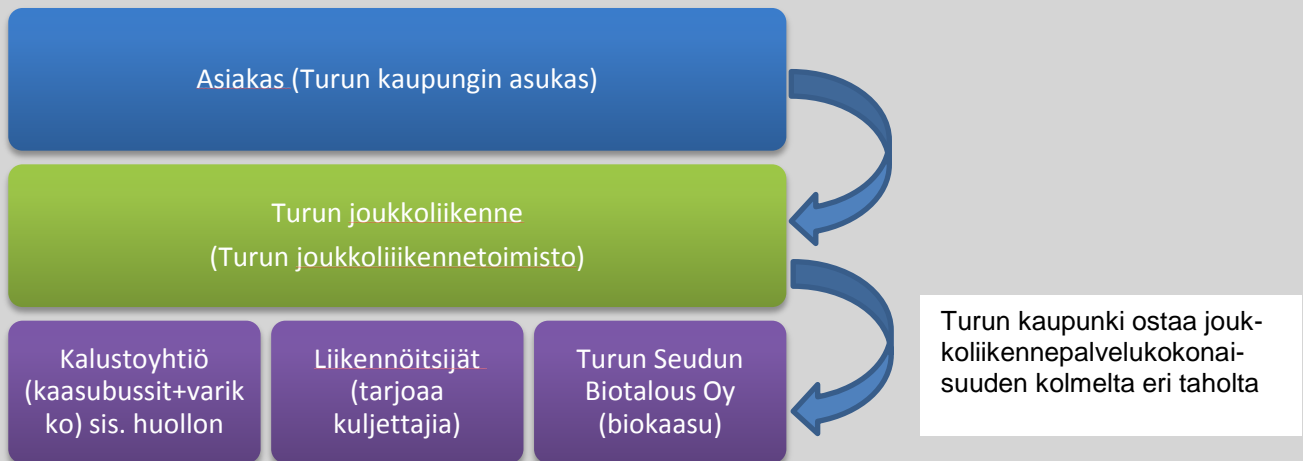 Asiakas (Turun kaupungin asukas)
Turun joukkoliikenne
(Turun joukkoliiikennetoimisto)
Kalustoyhtiö
(kaasubussit+varik
ko) sis. huollon
Liikennöitsijät
(tarjoaa
kuljettajia)
Turun Seudun
Biotalous Oy
(biokaasu)
Turun kaupunki ostaa jouk-
koliikennepalvelukokonai-
suuden kolmelta eri taholta